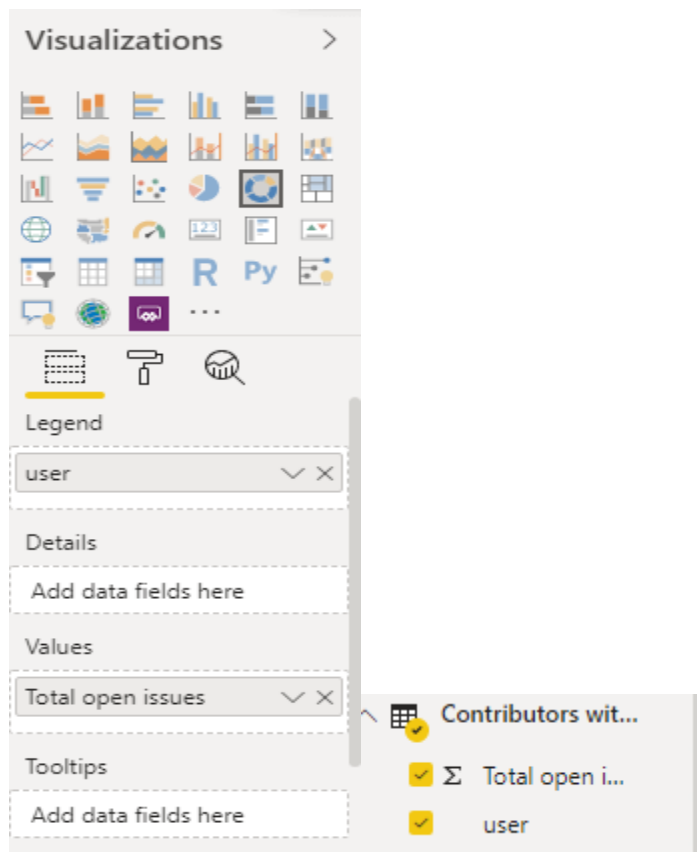 Visualizations
123
R Py
...
Legend
user
Details
Add data fields here
Values
Total open issues
Contributors wit...
Tooltips
Σ Total open i...
Add data fields here
user